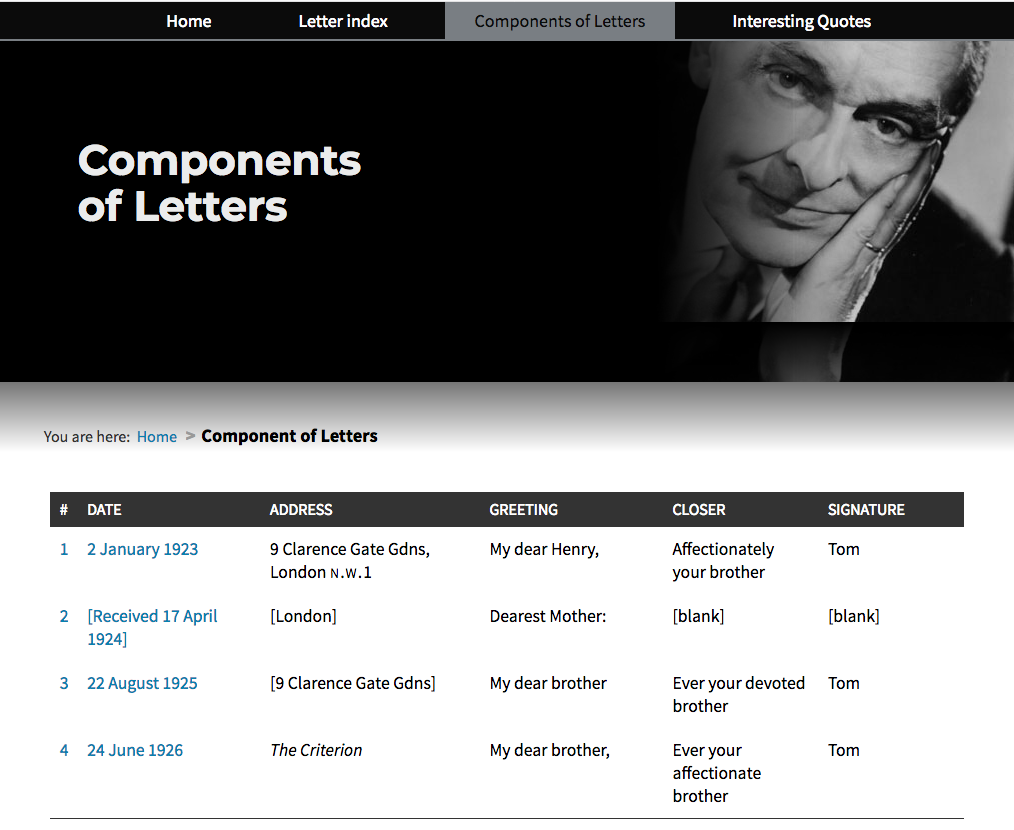 Home Letter index Components of Letters Interesting Quotes
Components
of Letters
You are here: Home > Component of Letters
# DATE ADDRESS GREETING CLOSER SIGNATURE
1 2 January 1923 9 Clarence Gate Gdns, My dear Henry, Affectionately Tom
London N.W.1 your brother
2 [Received 17 April [London] Dearest Mother: [blank] [blank]
1924]
3 22 August 1925 [9 Clarence Gate Gdns] My dear brother Ever your devoted Tom
brother
4 24 June 1926 The Criterion My dear brother, Ever your Tom
affectionate
brother